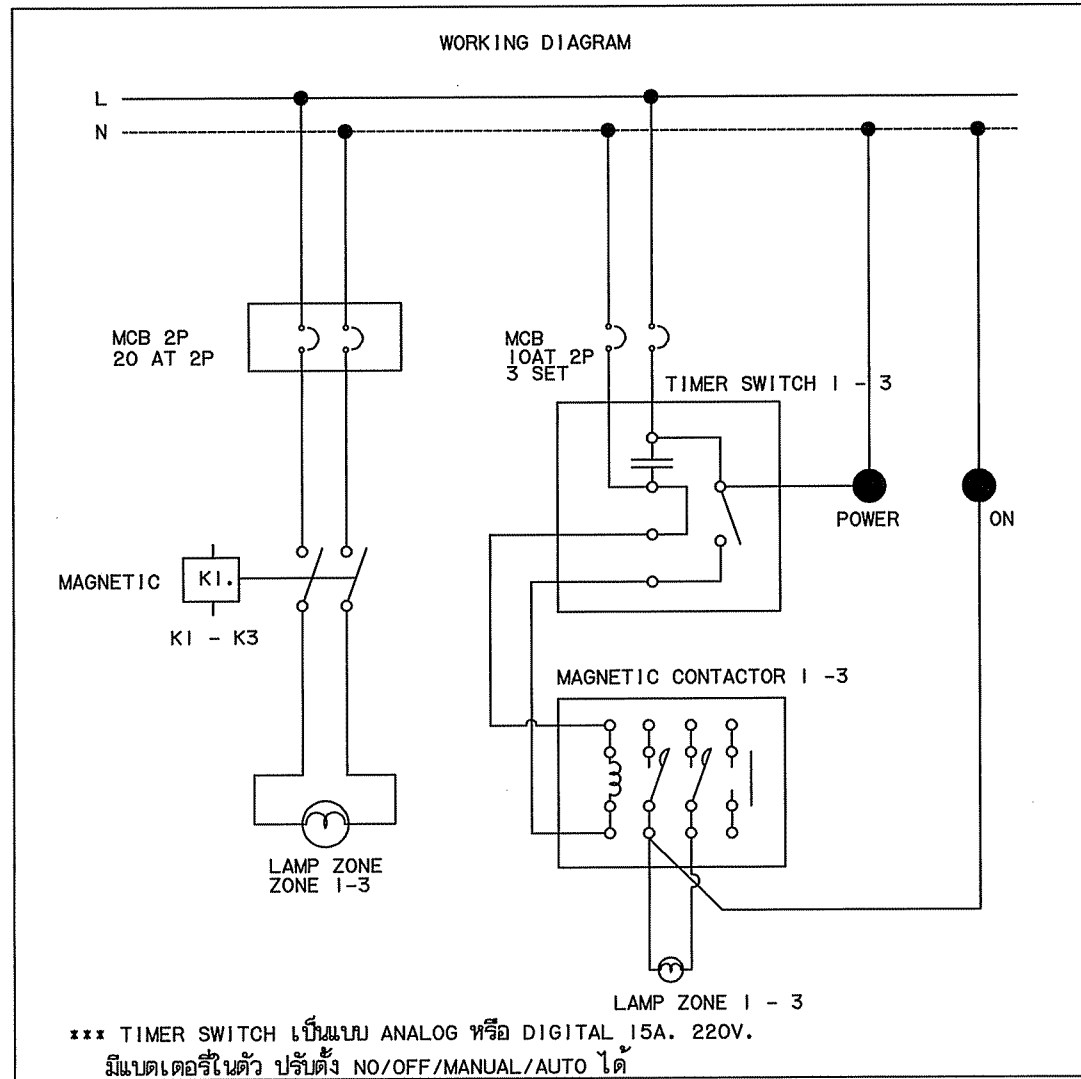 WORKING DIAGRAM
L
N
MCB 2P
20 AT 2P
MCB
10AT 2P
3 SET
TIMER SWITCH 1 - 3
POWER
ON
MAGNETIC
K1.
K1 - K3
MAGNETIC CONTACTOR 1 -3
LAMP ZONE
ZONE 1-3
LAMP ZONE 1 - 3
*** TIMER SWITCH เป็นแบบ ANALOG หรือ DIGITAL 15A. 220V.
มีแบตเตอรี่ในตัว ปรับตั้ง NO/OFF/MANUAL/AUTO ได้